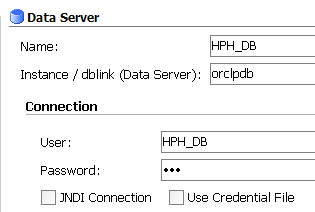 Data Server
Name: HPH_DB
Instance / dblink (Data Server): orclpdb
Connection
User: HPH_DB
Password: •••
JNDI Connection Use Credential File